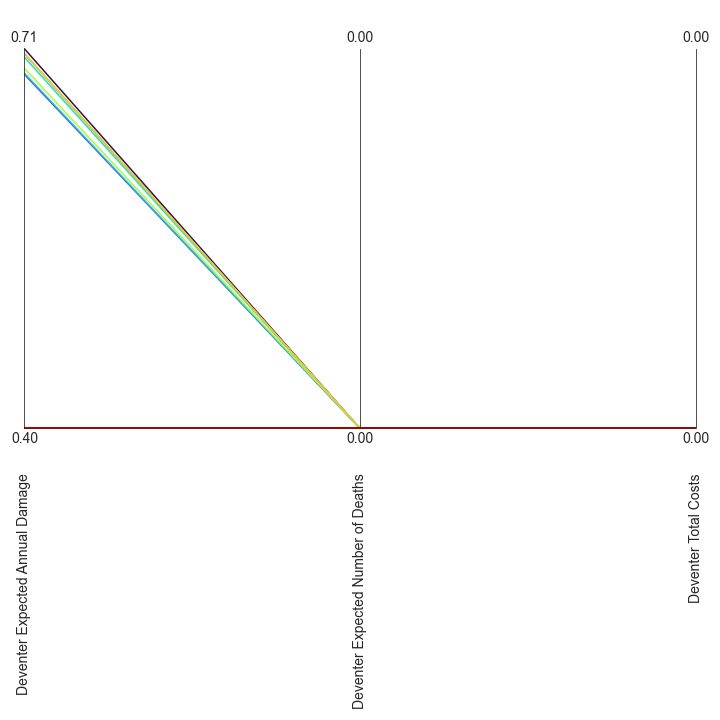 0.71
0.00
0.00
0.40
0.00
0.00
Deventer Expected Annual Damage
Deventer Expected Number of Deaths
Deventer Total Costs